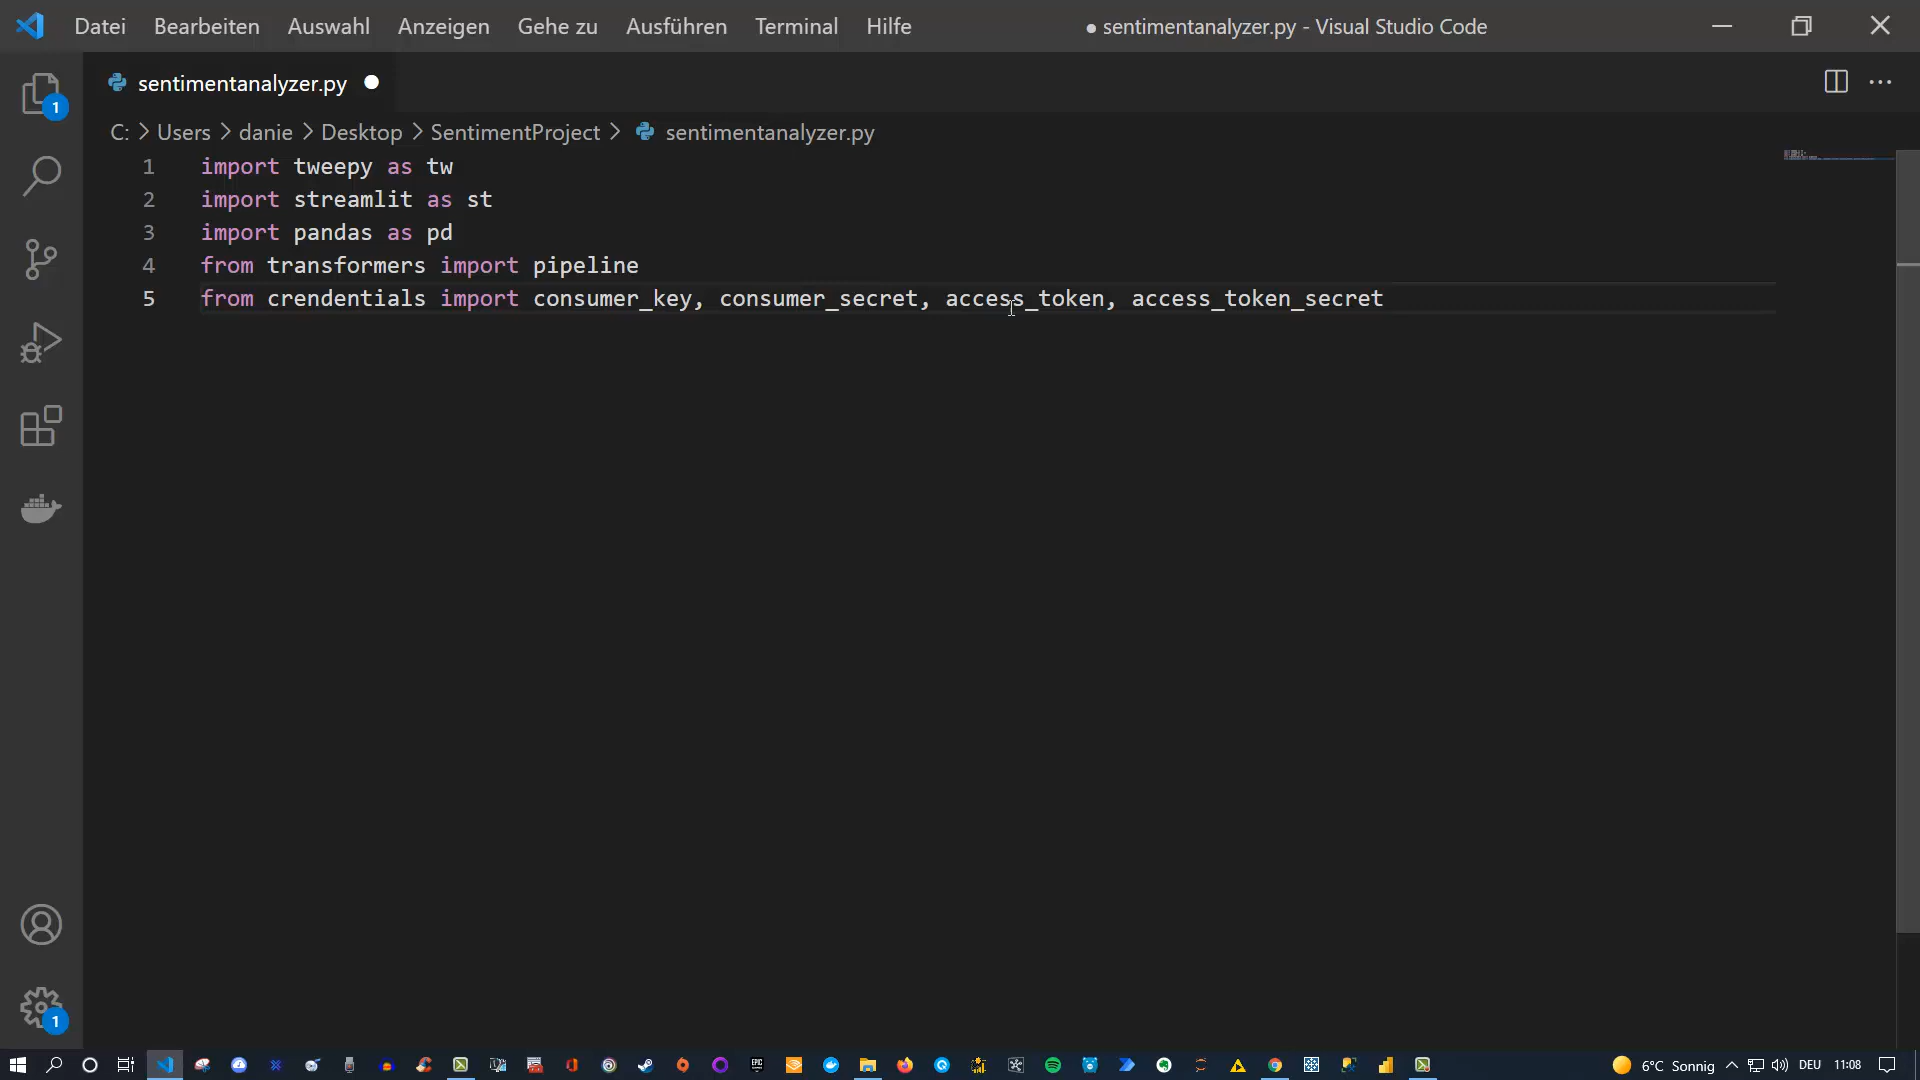 Datei Bearbeiten Auswahl Anzeigen Gehe zu Ausführen Terminal Hilfe ● sentimentanalyzer.py - Visual Studio Code
sentimentanalyzer.py
C: > Users > danie > Desktop > SentimentProject > sentimentanalyzer.py
1 import tweepy as tw
2 import streamlit as st
3 import pandas as pd
4 from transformers import pipeline
5 from crendentials import consumer_key, consumer_secret, access_token, access_token_secret
1
1
6°C Sonnig DEU 11:08